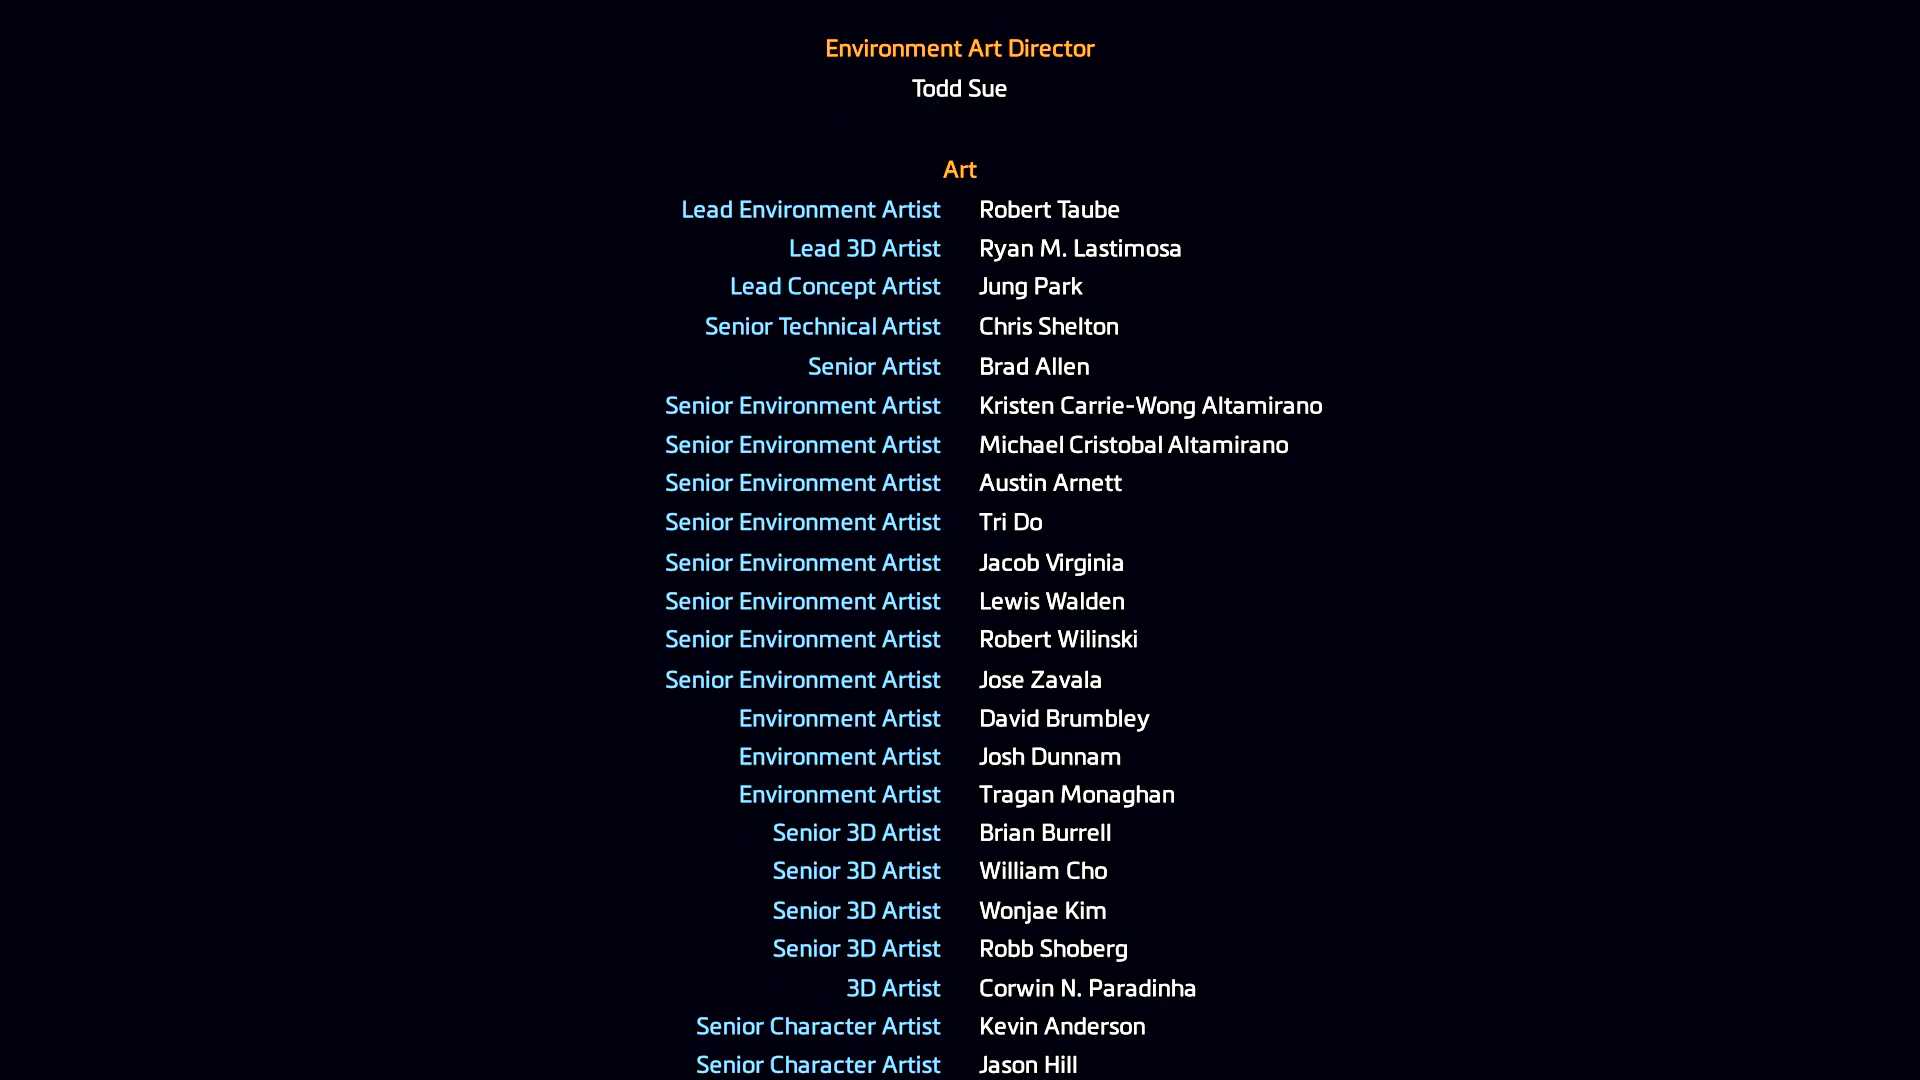 Environment Art Director
Todd Sue
Art
Lead Environment Artist Robert Taube
Lead 3D Artist Ryan M. Lastimosa
Lead Concept Artist Jung Park
Senior Technical Artist Chris Shelton
Senior Artist Brad Allen
Senior Environment Artist Kristen Carrie-Wong Altamirano
Senior Environment Artist Michael Cristobal Altamirano
Senior Environment Artist Austin Arnett
Senior Environment Artist Tri Do
Senior Environment Artist Jacob Virginia
Senior Environment Artist Lewis Walden
Senior Environment Artist Robert Wilinski
Senior Environment Artist Jose Zavala
Environment Artist David Brumbley
Environment Artist Josh Dunnam
Environment Artist Tragan Monaghan
Senior 3D Artist Brian Burrell
Senior 3D Artist William Cho
Senior 3D Artist Wonjae Kim
Senior 3D Artist Robb Shoberg
3D Artist Corwin N. Paradinha
Senior Character Artist Kevin Anderson
Senior Character Artist Jason Hill